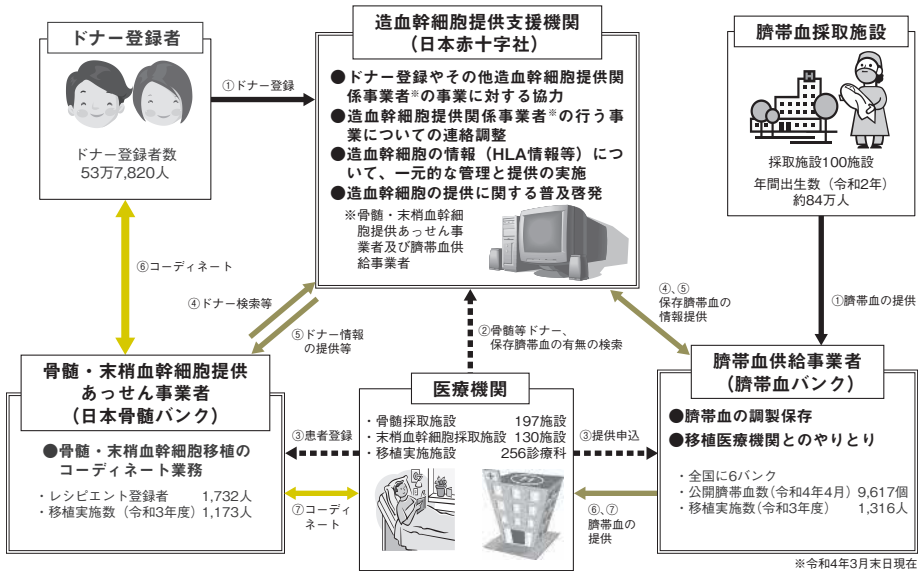 ドナー登録者
ドナー登録者数
53万7,820人
①ドナー登録
造血幹細胞提供支援機関
(日本赤十字社)
●ドナー登録やその他造血幹細胞提供関
係事業者※の事業に対する協力
●造血幹細胞提供関係事業者※の行う事
業についての連絡調整
●造血幹細胞の情報(HLA情報等)につ
いて、一元的な管理と提供の実施
●造血幹細胞の提供に関する普及啓発
※骨髄・末梢血幹細
胞提供あっせん事
業者及び臍帯血供
給事業者
臍帯血採取施設
採取施設100施設
年間出生数(令和2年)
約84万人
⑥コーディネート
④ドナー検索等
⑤ドナー情報
の提供等
②骨髄等ドナー、
保存臍帯血の有無の検索
④、⑤
保存臍帯血の
情報提供
①臍帯血の提供
骨髄・末梢血幹細胞提供
あっせん事業者
(日本骨髄バンク)
●骨髄・末梢血幹細胞移植の
コーディネート業務
・レシピエント登録者 1,732人
・移植実施数(令和3年度)1,173人
③患者登録
⑦コーディ
ネート
医療機関
・骨髄採取施設 197施設
・末梢血幹細胞採取施設 130施設
・移植実施施設 256診療科
③提供申込
⑥、⑦
臍帯血の
提供
臍帯血供給事業者
(臍帯血バンク)
●臍帯血の調製保存
●移植医療機関とのやりとり
・全国に6バンク
・公開臍帯血数(令和4年4月)9,617個
・移植実施数(令和3年度) 1,316人
※令和4年3月末日現在